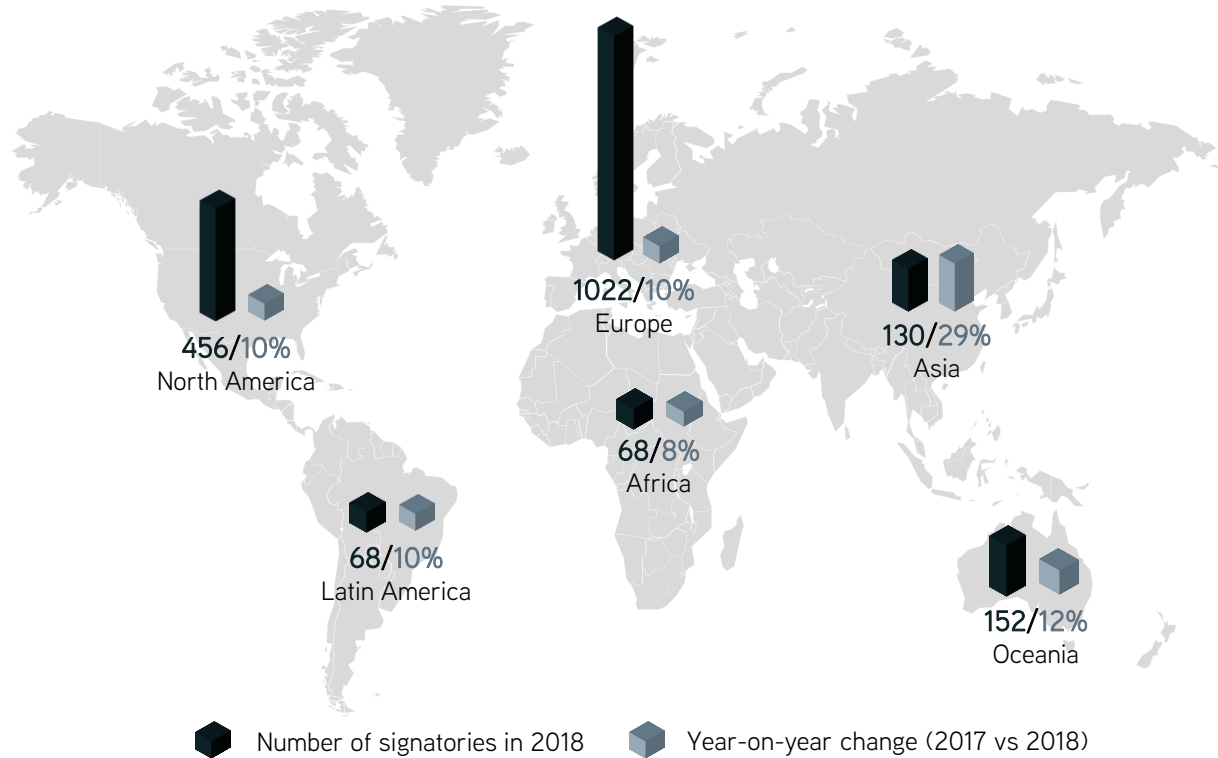 1022/10%
Europe
130/29%
Asia
456/10%
North America
68/8%
Africa
68/10%
Latin America
152/12%
Oceania
Number of signatories in 2018
Year-on-year change (2017 vs 2018)